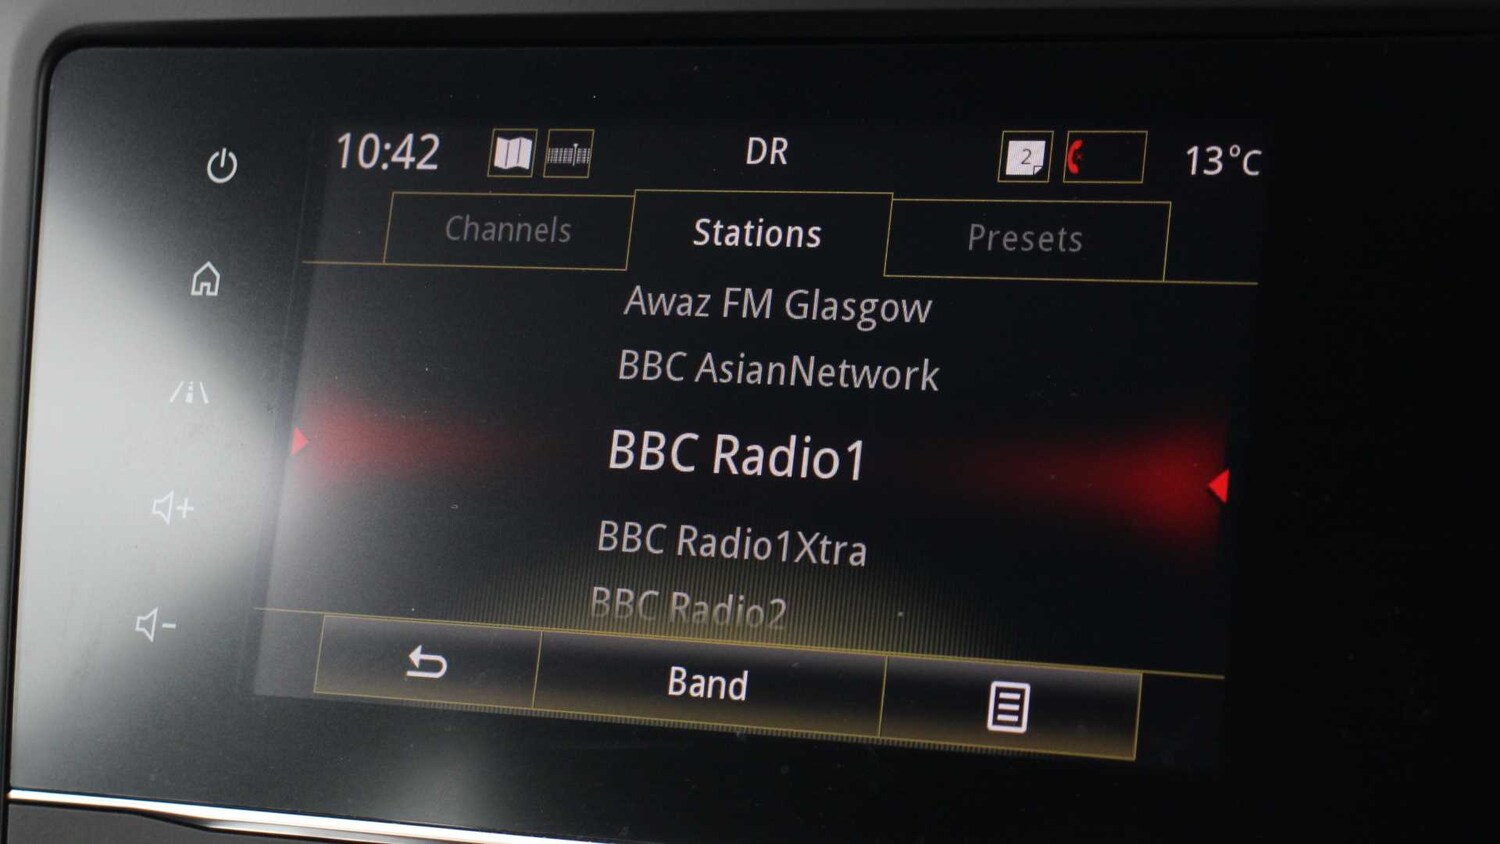 10:42 DR 2 13°C
Channels Stations Presets
Awaz FM Glasgow
BBC AsianNetwork
BBC Radio1
BBC Radio1Xtra
BBC Radio2
Band